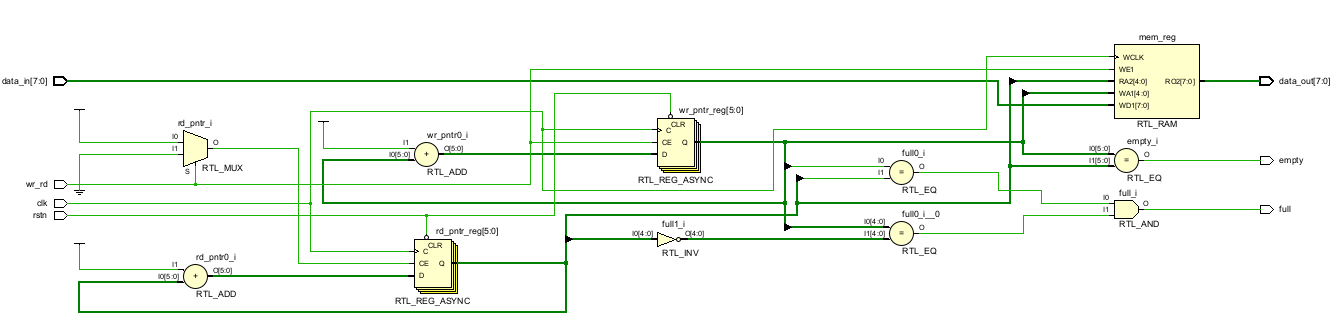 mem_reg
data_in[7:0]
WCLK
WE1
RA2[4:0]
WA1[4:0]
WD1[7:0]
RO2[7:0]
data_out[7:0]
RTL_RAM
rd_pntr_i
I0
I1
O
S
RTL_MUX
wr_pntr0_i
I1
I0[5:0]
O[5:0]
+
RTL_ADD
wr_pntr_reg[5:0]
CLR
C
CE
D
Q
RTL_REG_ASYNC
full0_i
I0
I1
O
=
RTL_EQ
empty_i
I0[5:0]
I1[5:0]
O
=
RTL_EQ
empty
wr_rd
clk
rstn
full_i
I0
I1
O
RTL_AND
full
full0_i__0
I0[4:0]
I1[4:0]
O
=
RTL_EQ
full1_i
I0[4:0]
O[4:0]
RTL_INV
rd_pntr_reg[5:0]
CLR
C
CE
D
Q
RTL_REG_ASYNC
rd_pntr0_i
I1
I0[5:0]
O[5:0]
+
RTL_ADD